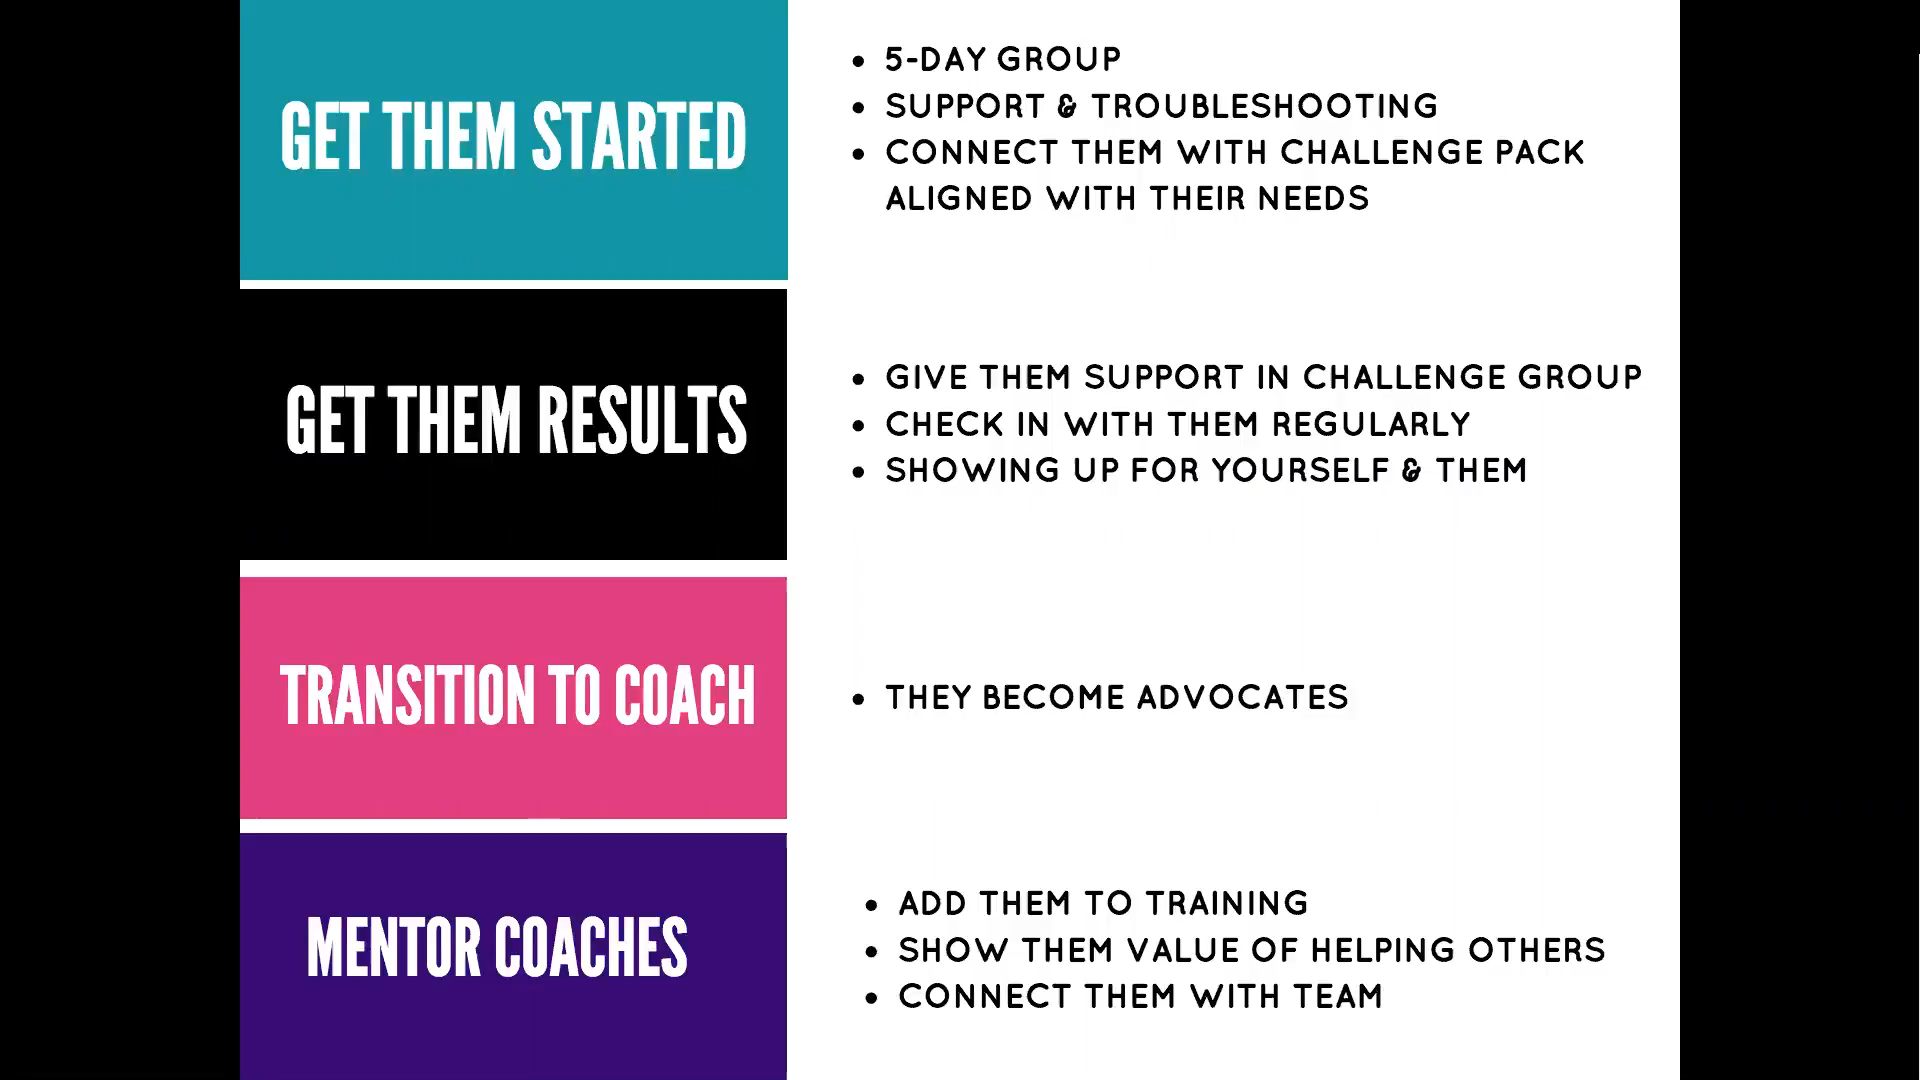 GET THEM STARTED
• 5-DAY GROUP
• SUPPORT & TROUBLESHOOTING
• CONNECT THEM WITH CHALLENGE PACK
ALIGNED WITH THEIR NEEDS
GET THEM RESULTS
• GIVE THEM SUPPORT IN CHALLENGE GROUP
• CHECK IN WITH THEM REGULARLY
• SHOWING UP FOR YOURSELF & THEM
TRANSITION TO COACH
• THEY BECOME ADVOCATES
MENTOR COACHES
• ADD THEM TO TRAINING
• SHOW THEM VALUE OF HELPING OTHERS
• CONNECT THEM WITH TEAM